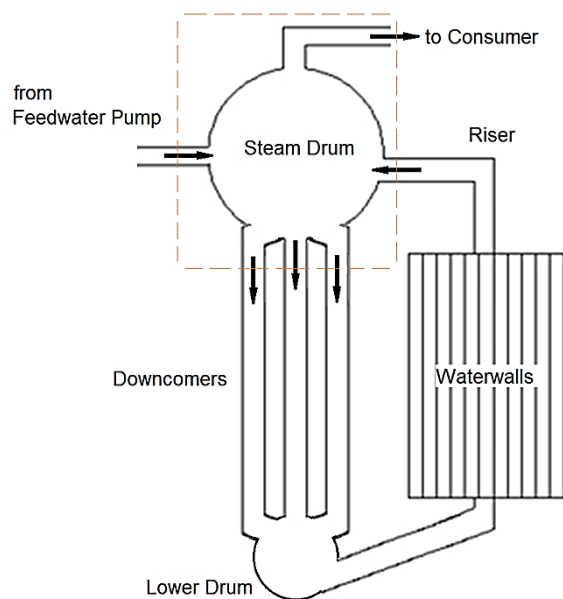 to Consumer
from
Feedwater Pump
Steam Drum
Riser
Downcomers
Waterwalls
Lower Drum